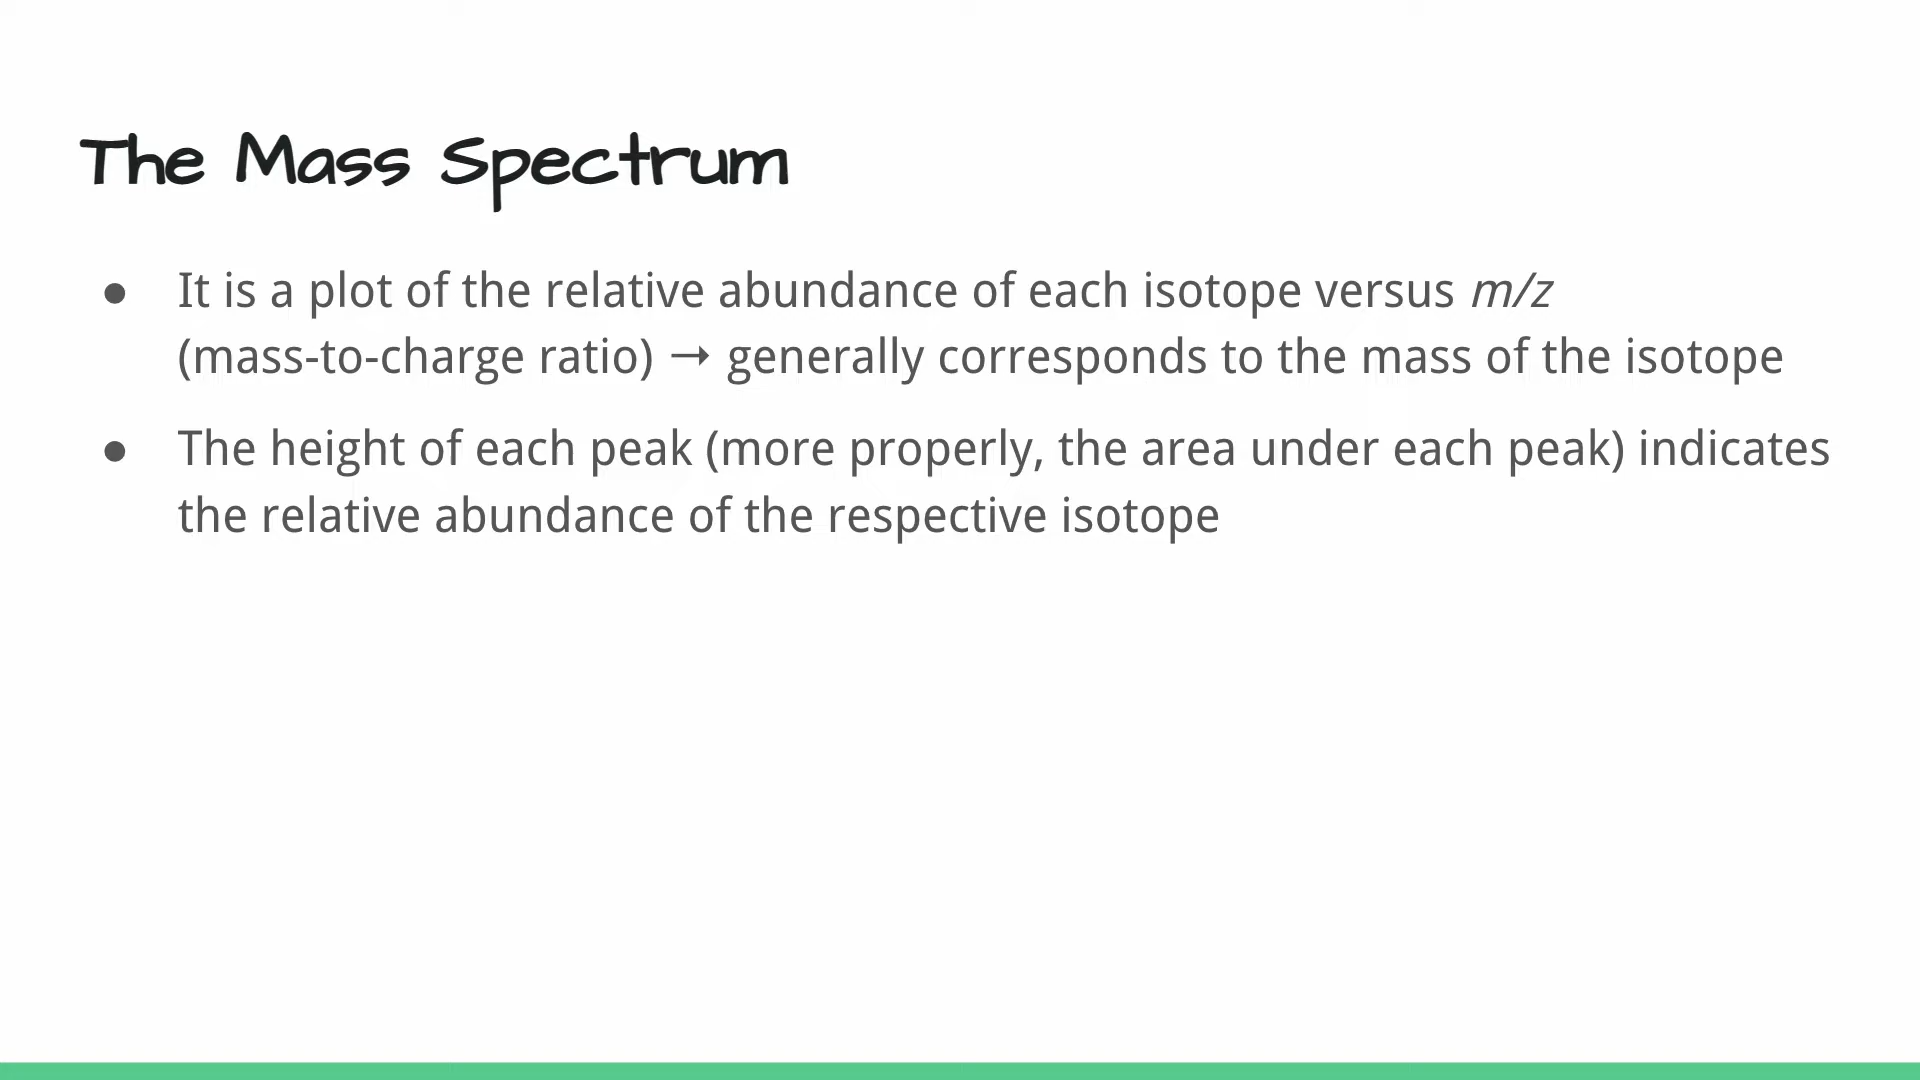 The Mass Spectrum
● It is a plot of the relative abundance of each isotope versus m/z
(mass-to-charge ratio) → generally corresponds to the mass of the isotope
● The height of each peak (more properly, the area under each peak) indicates
the relative abundance of the respective isotope